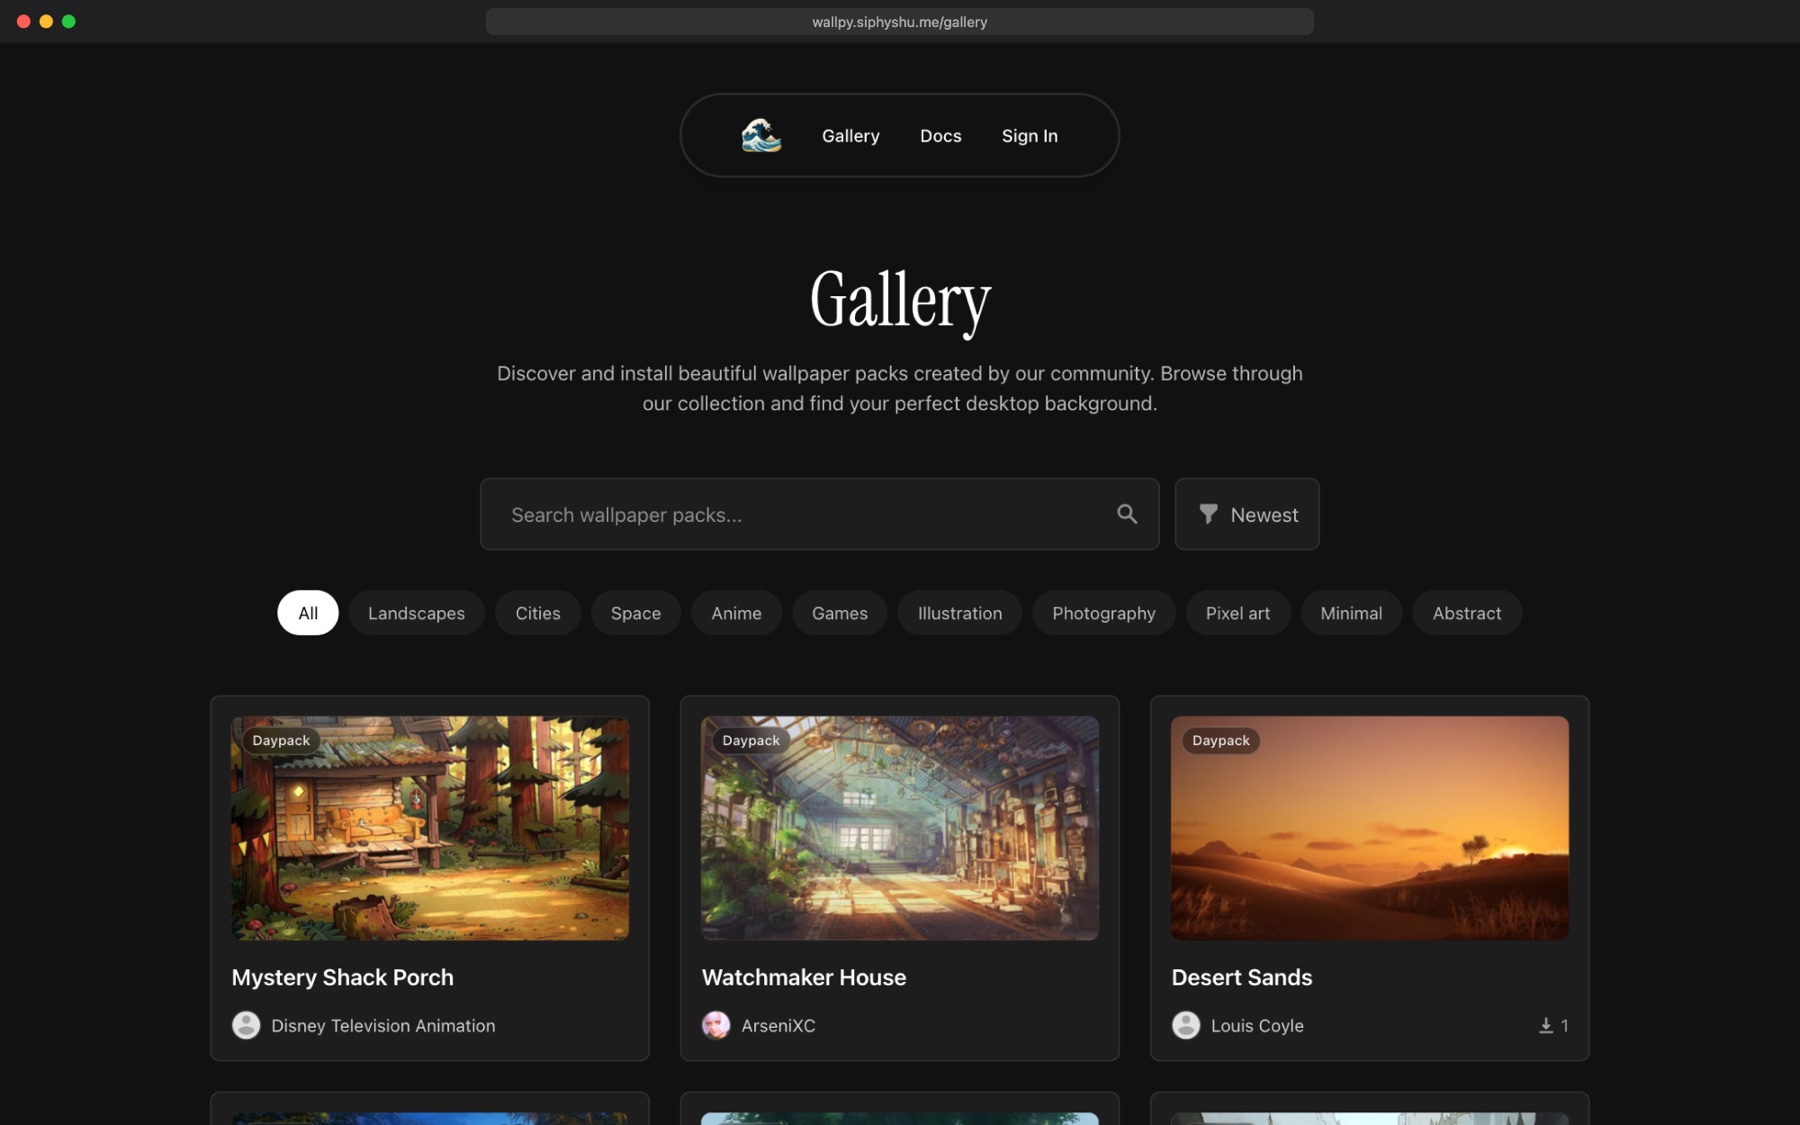 wallpy.siphyshu.me/gallery
Gallery
Docs
Sign In
Gallery
Discover and install beautiful wallpaper packs created by our community. Browse through
our collection and find your perfect desktop background.
Search wallpaper packs...
Newest
All
Landscapes
Cities
Space
Anime
Games
Illustration
Photography
Pixel art
Minimal
Abstract
Daypack
Mystery Shack Porch
Disney Television Animation
Daypack
Watchmaker House
ArseniXC
Daypack
Desert Sands
Louis Coyle
1